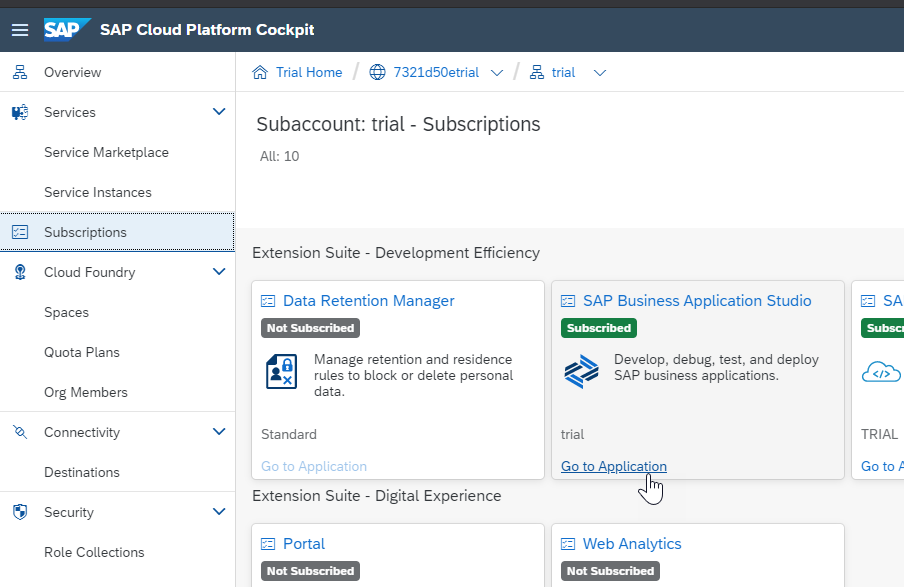 SAP SAP Cloud Platform Cockpit
Overview
Services
Service Marketplace
Service Instances
Subscriptions
Cloud Foundry
Spaces
Quota Plans
Org Members
Connectivity
Destinations
Security
Role Collections
Trial Home / 7321d50etrial / trial
Subaccount: trial - Subscriptions
All: 10
Extension Suite - Development Efficiency
Data Retention Manager
Not Subscribed
Manage retention and residence
rules to block or delete personal
data.
Standard
Go to Application
SAP Business Application Studio
Subscribed
Develop, debug, test, and deploy
SAP business applications.
trial
Go to Application
SA
Subscr
TRIAL
Go to A
Extension Suite - Digital Experience
Portal
Not Subscribed
Web Analytics
Not Subscribed